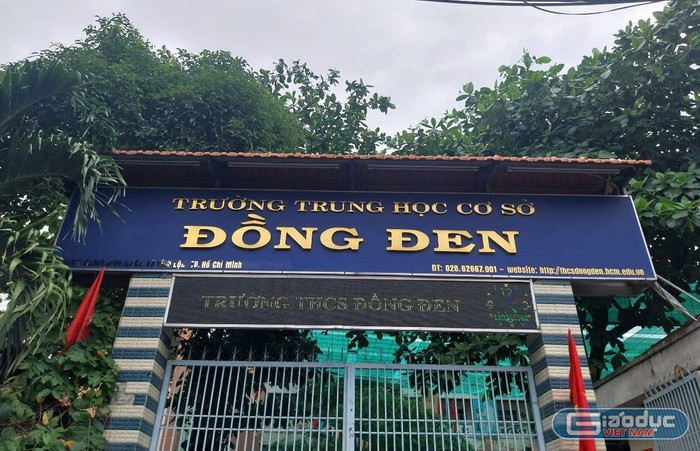 TRƯỜNG TRUNG HỌC CƠ SỞ
ĐỒNG ĐEN
TP. Hồ Chí Minh
ĐT: 028.62667.001 - website: http://thcsdongden.hcm.edu.vn
TRƯỜNG THCS ĐỒNG ĐEN
Giáoduc
VIỆT NAM